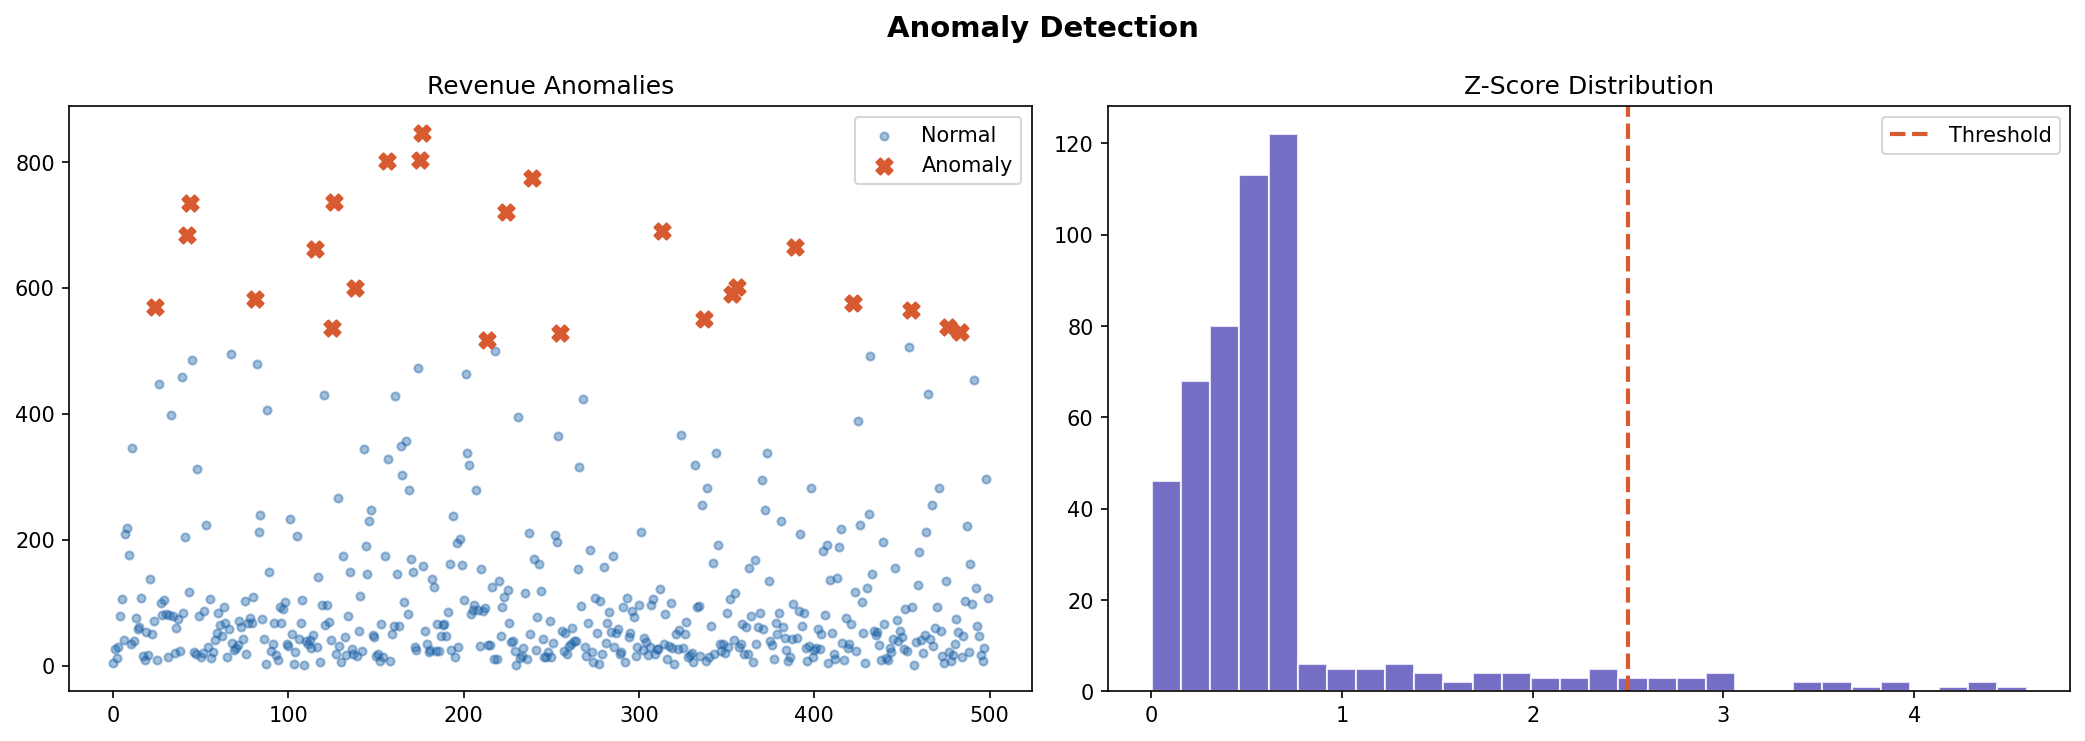 Anomaly Detection
Revenue Anomalies
Normal
Anomaly
800
600
400
200
0
0 100 200 300 400 500
Z-Score Distribution
Threshold
120
100
80
60
40
20
0
0 1 2 3 4